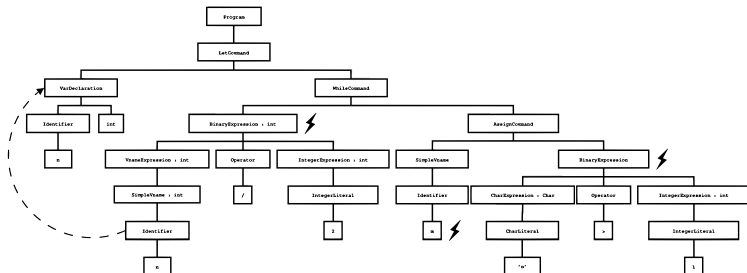 Program
LetCommand
VarDeclaration
WhileCommand
Identifier
int
BinaryExpression : int
AssignCommand
n
VnameExpression : int
Operator
IntegerExpression : int
SimpleVname
BinaryExpression
SimpleVname : int
/
IntegerLiteral
Identifier
CharExpression : Char
Operator
IntegerExpression : int
Identifier
2
m
CharLiteral
>
IntegerLiteral
n
'm'
1